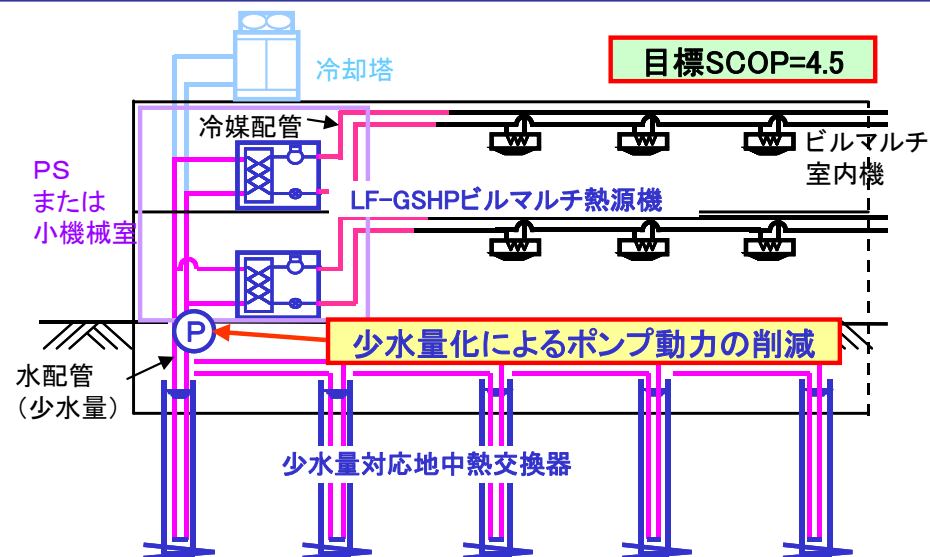 冷却塔
目標SCOP=4.5
冷媒配管
ビルマルチ
室内機
PS
または
小機械室
LF-GSHPビルマルチ熱源機
P
少水量化によるポンプ動力の削減
水配管
（少水量）
少水量対応地中熱交換器